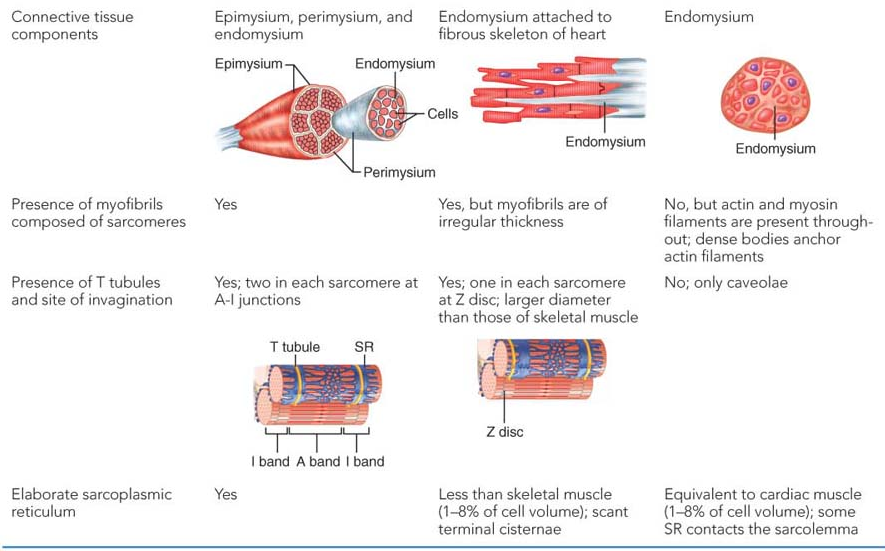 Connective tissue
components
Epimysium, perimysium, and
endomysium
Endomysium attached to
fibrous skeleton of heart
Endomysium
Epimysium
Endomysium
Cells
Perimysium
Endomysium
Endomysium
Presence of myofibrils
composed of sarcomeres
Yes
Yes, but myofibrils are of
irregular thickness
No, but actin and myosin
filaments are present through-
out; dense bodies anchor
actin filaments
Presence of T tubules
and site of invagination
Yes; two in each sarcomere at
A-I junctions
Yes; one in each sarcomere
at Z disc; larger diameter
than those of skeletal muscle
No; only caveolae
T tubule SR
I band A band I band
Z disc
Elaborate sarcoplasmic
reticulum
Yes
Less than skeletal muscle
(1–8% of cell volume); scant
terminal cisternae
Equivalent to cardiac muscle
(1–8% of cell volume); some
SR contacts the sarcolemma